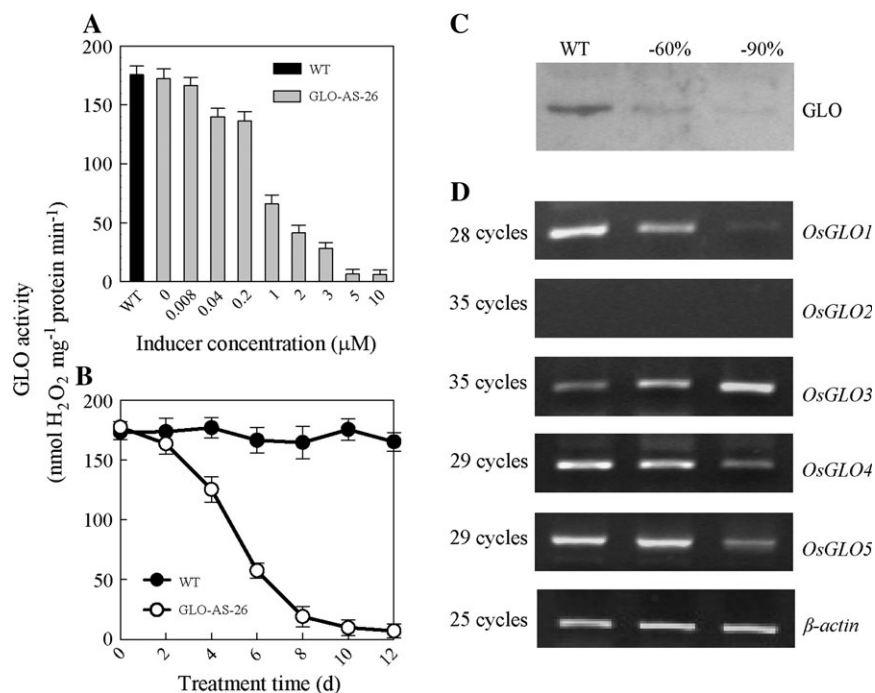 A
200
150
100
50
0
WT
GLO-AS-26
WT
0
0.008
0.04
0.2
1
2
3
5
10
Inducer concentration (μM)
GLO activity
(nmol H₂O₂ mg⁻¹ protein min⁻¹)
B
200
150
100
50
0
WT
GLO-AS-26
0
2
4
6
8
10
12
Treatment time (d)
C
WT -60% -90%
GLO
D
28 cycles OsGLO1
35 cycles OsGLO2
35 cycles OsGLO3
29 cycles OsGLO4
29 cycles OsGLO5
25 cycles β-actin